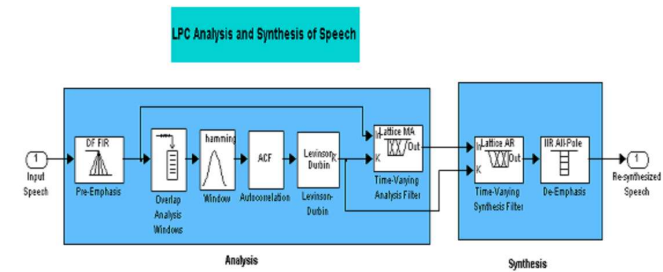 LPC Analysis and Synthesis of Speech
1
Input
Speech
DF FIR
Pre-Emphasis
Overlap
Analysis
Windows
hamming
Window
ACF
Autocorrelation
Levinson-
Durbin
K
Levinson-
Durbin
Lattice MA
In
Out
K
Time-Varying
Analysis Filter
Analysis
Lattice AR
In
Out
K
Time-Varying
Synthesis Filter
IIR All-Pole
De-Emphasis
Synthesis
1
Re-synthesized
Speech